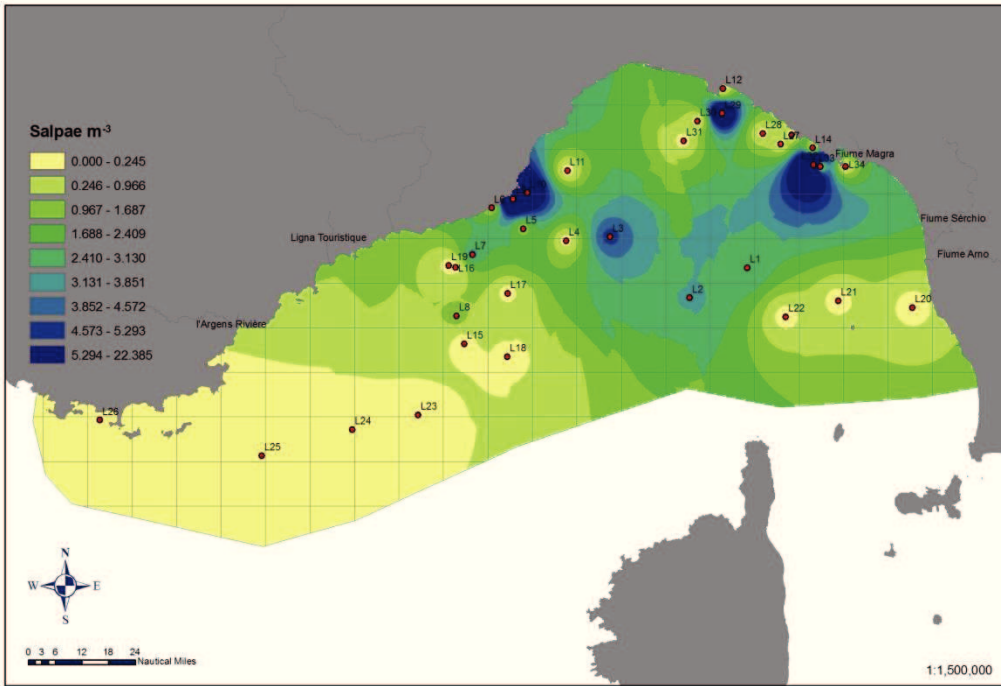 Salpae m-3
0.000 - 0.245
0.246 - 0.966
0.967 - 1.687
1.688 - 2.409
2.410 - 3.130
3.131 - 3.851
3.852 - 4.572
4.573 - 5.293
5.294 - 22.385
L12
L31
L28
L14
Fiume Magra
L34
L11
L5
L4
L3
Ligna Touristique
Fiume Sérchio
Fiume Arno
L7
L19
L16
L1
L17
L2
L21
L20
L22
L8
l'Argens Rivière
L15
L18
L26
L23
L24
L25
N
W
E
S
0 3 6 12 18 24
Nautical Miles
1:1,500,000